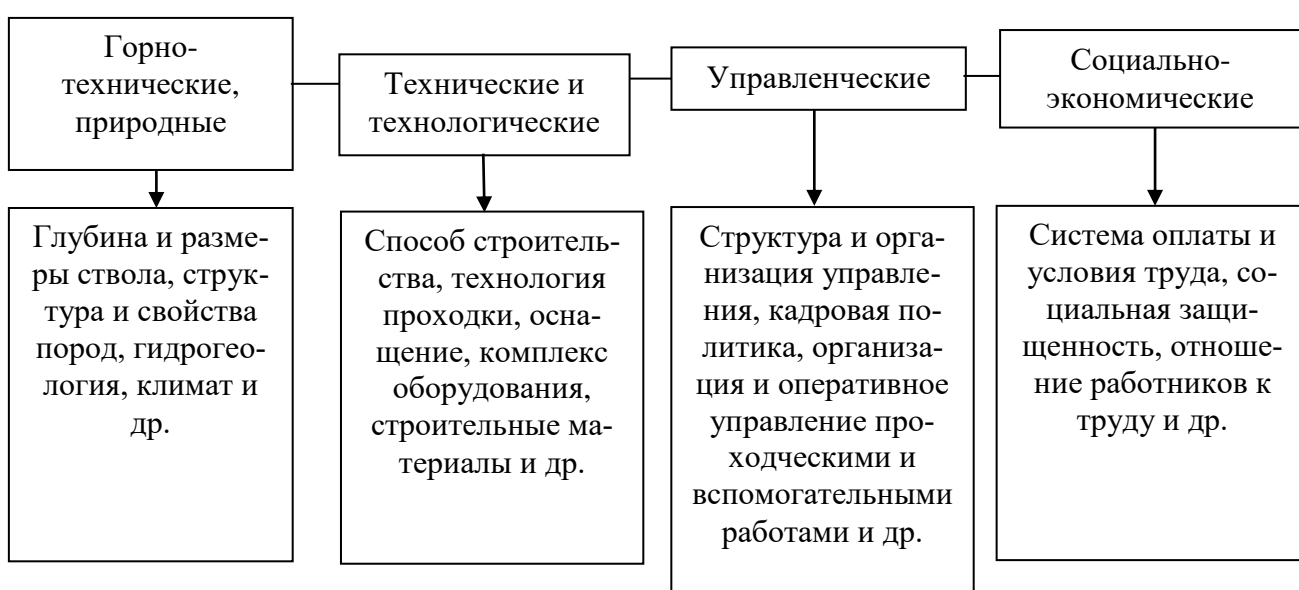 Горно-
технические,
природные
Технические и
технологические
Управленческие
Социально-
экономические
Глубина и разме-
ры ствола, струк-
тура и свойства
пород, гидрогео-
логия, климат и
др.
Способ строитель-
ства, технология
проходки, осна-
щение, комплекс
оборудования,
строительные ма-
териалы и др.
Структура и орга-
низация управле-
ния, кадровая по-
литика, организа-
ция и оперативное
управление про-
ходческими и
вспомогательными
работами и др.
Система оплаты и
условия труда, со-
циальная защи-
щенность, отноше-
ние работников к
труду и др.